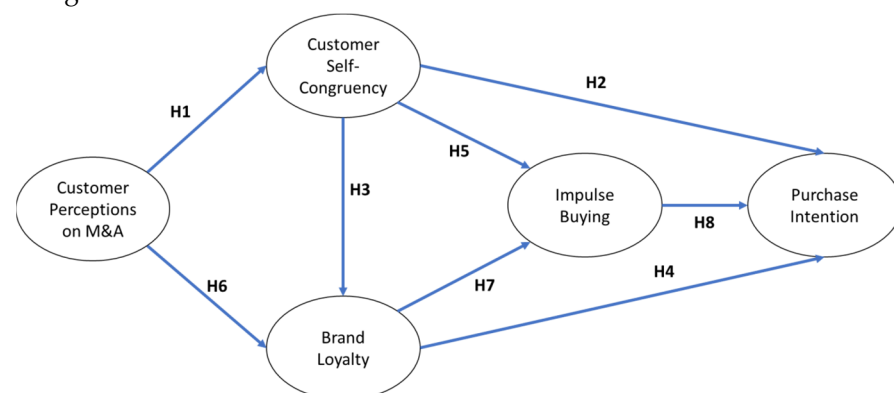 Customer
Self-
Congruency
H2
H1
H5
Customer
Perceptions
on M&A
H3
Impulse
Buying
Purchase
Intention
H8
H6
H7
H4
Brand
Loyalty